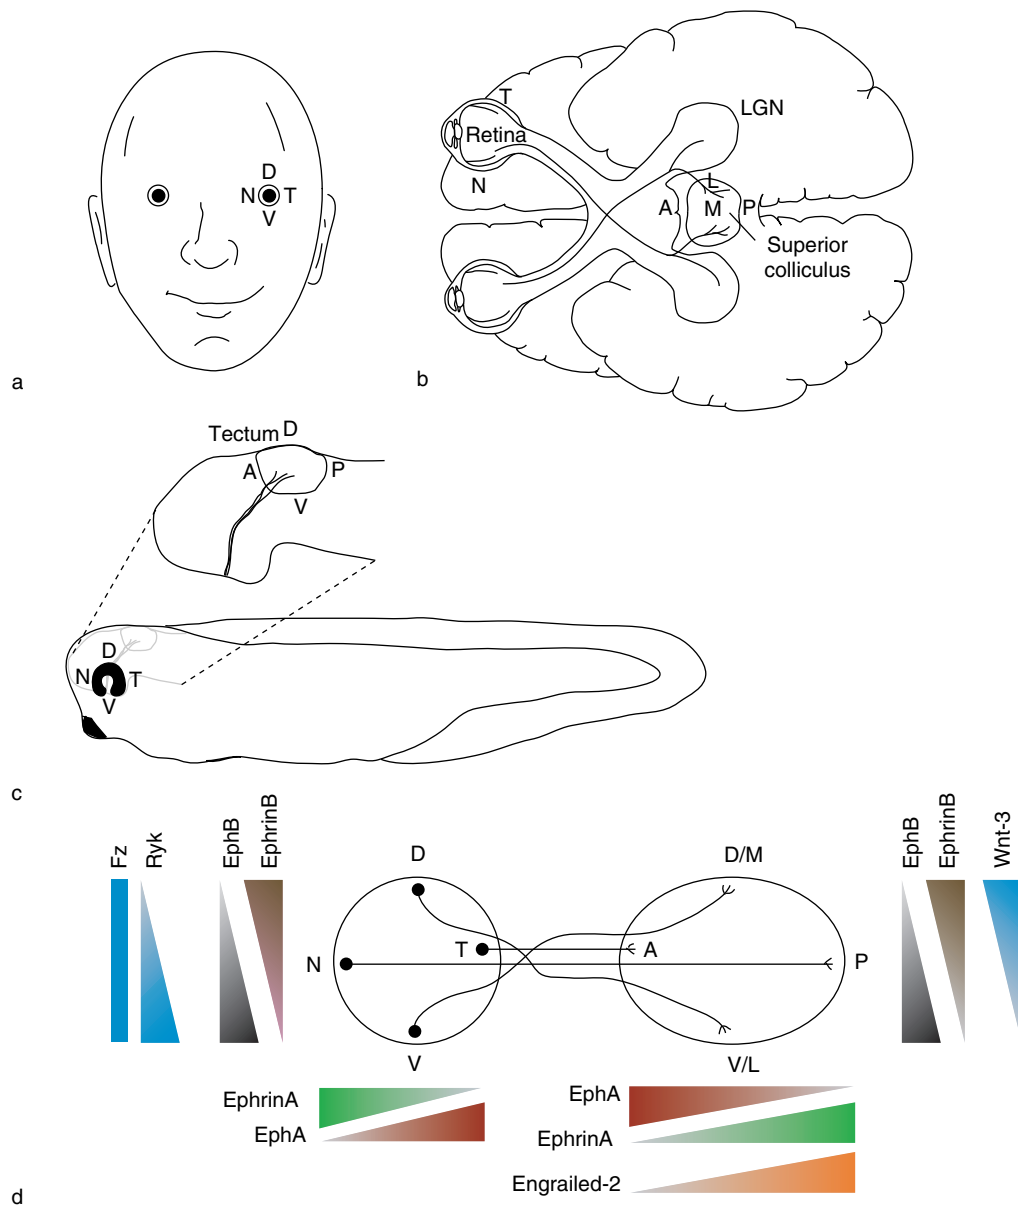 D
N
T
V
a
T
Retina
N
LGN
L
A
M
P
Superior
colliculus
b
Tectum
D
A
P
V
D
N
T
V
c
Fz
Ryk
EphB
EphrinB
D
D/M
EphB
EphrinB
Wnt-3
N
T
A
P
V
V/L
EphrinA
EphA
EphA
EphrinA
Engrailed-2
d